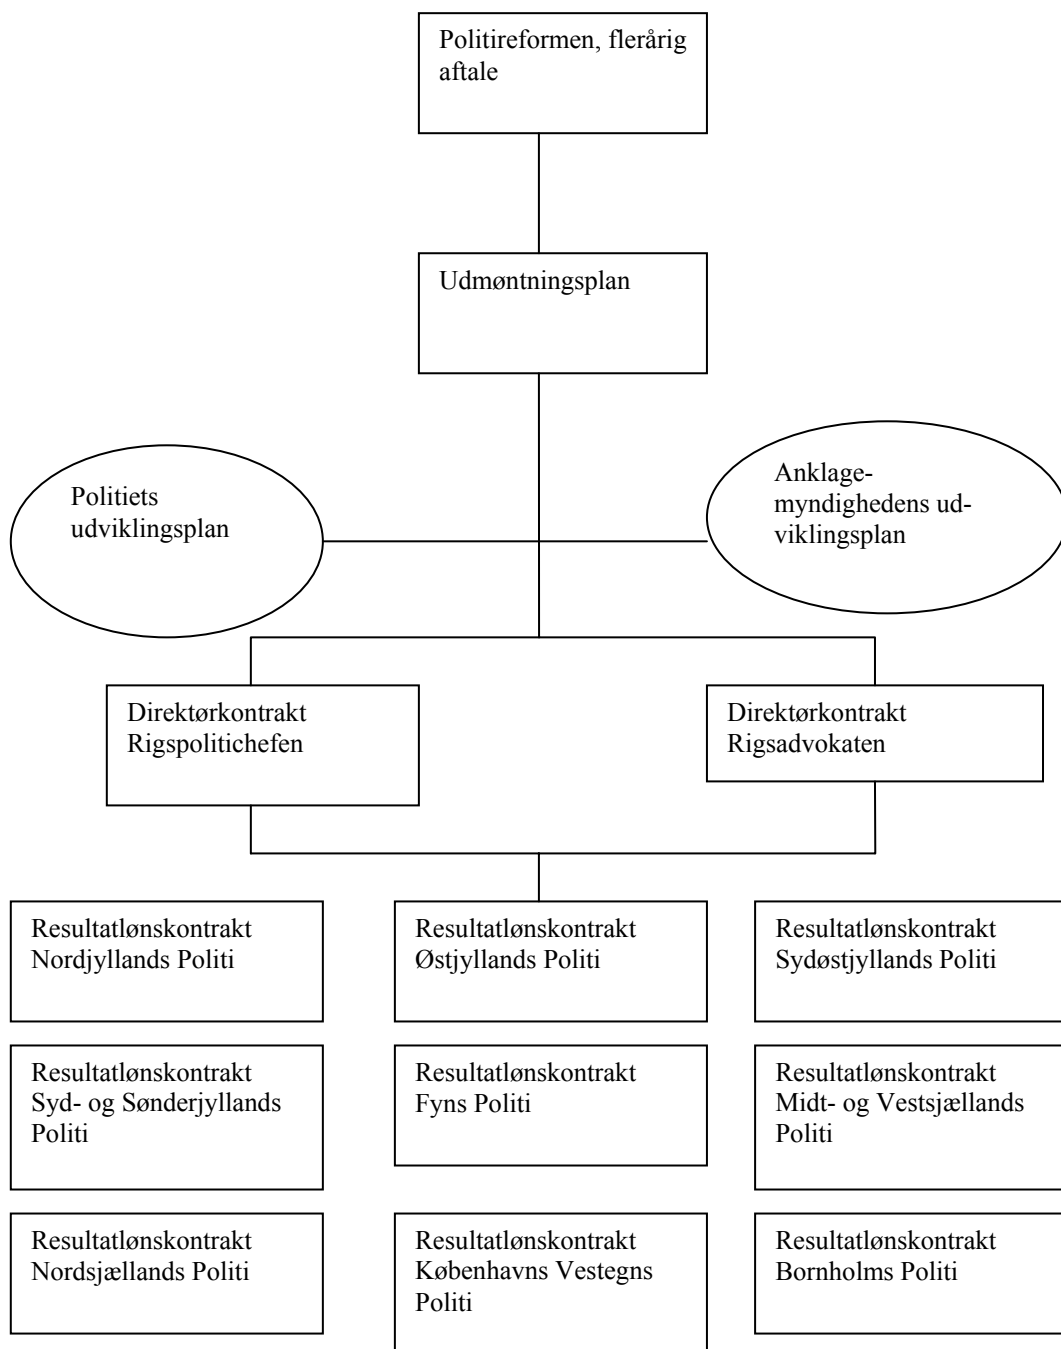 Politireformen, flerårig
aftale
Udmøntningsplan
Politiets
udviklingsplan
Anklage-
myndighedens ud-
viklingsplan
Direktørkontrakt
Rigspolitichefen
Direktørkontrakt
Rigsadvokaten
Resultatlønskontrakt
Nordjyllands Politi
Resultatlønskontrakt
Østjyllands Politi
Resultatlønskontrakt
Sydøstjyllands Politi
Resultatlønskontrakt
Syd- og Sønderjyllands
Politi
Resultatlønskontrakt
Fyns Politi
Resultatlønskontrakt
Midt- og Vestsjællands
Politi
Resultatlønskontrakt
Nordsjællands Politi
Resultatlønskontrakt
Københavns Vestegns
Politi
Resultatlønskontrakt
Bornholms Politi